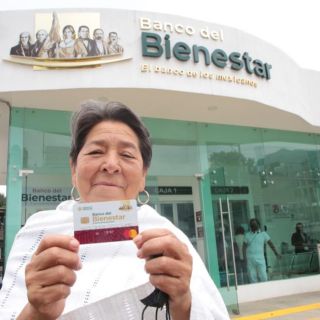 Banco del
Bienestar
El banco de los mexicanos
Banco del
Bienestar
CAJA 1
CAJA 2
Banco del
Bienestar